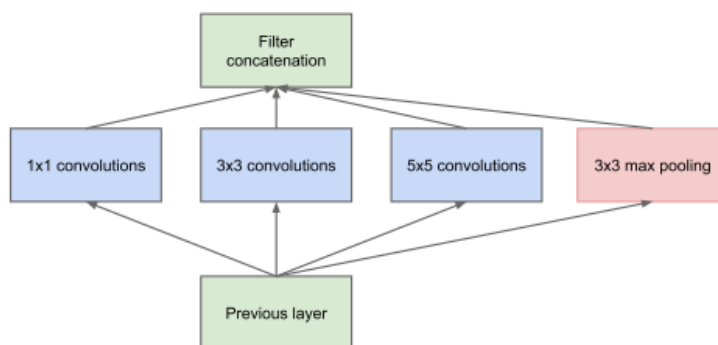 Filter
concatenation
1x1 convolutions
3x3 convolutions
5x5 convolutions
3x3 max pooling
Previous layer